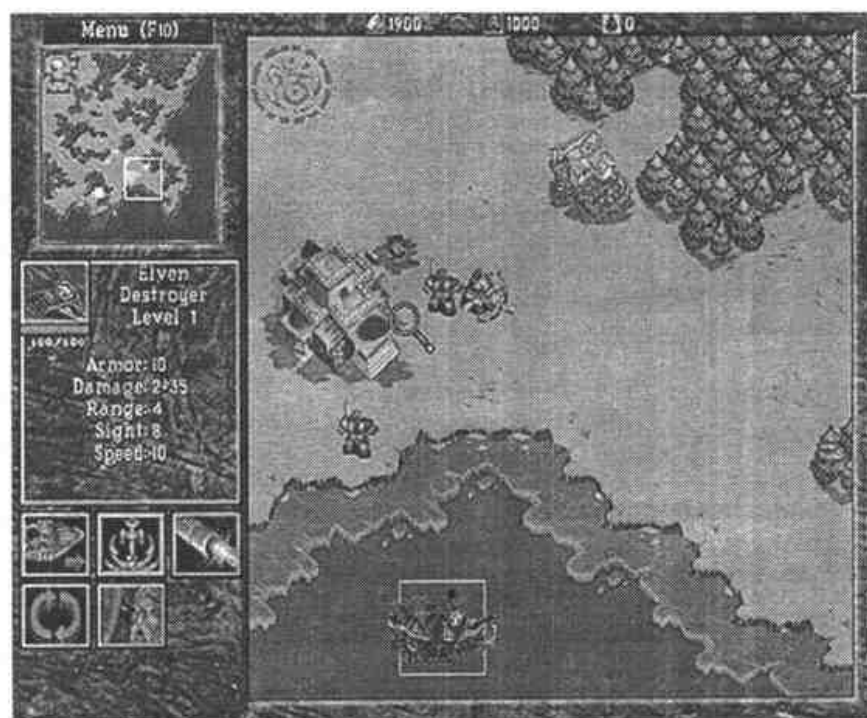 Menu (F10)
1900 1000 0
Elven
Destroyer
Level 1
100/100
Armor: 10
Damage: 2-35
Range: 4
Sight: 8
Speed: 10